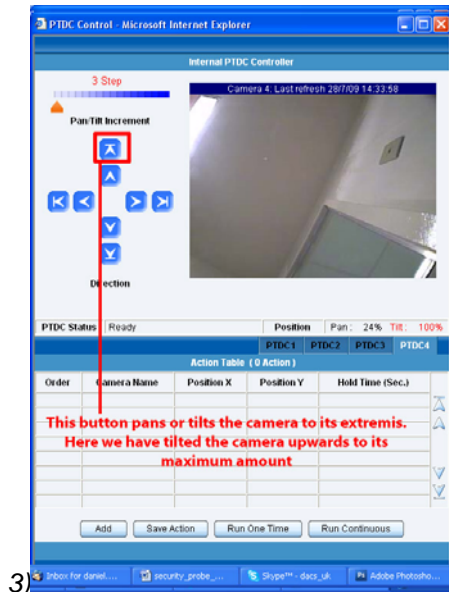 PTDC Control - Microsoft Internet Explorer
Internal PTDC Controller
3 Step
Camera 4, Last refresh 28/7/09 14:33:58
Pan/Tilt Increment
Direction
PTDC Status Ready Position Pan : 24% Tilt : 100%
PTDC1 PTDC2 PTDC3 PTDC4
Action Table ( 0 Action )
Order Camera Name Position X Position Y Hold Time (Sec.)
This button pans or tilts the camera to its extremis.
Here we have tilted the camera upwards to its
maximum amount
Add Save Action Run One Time Run Continuous
3) Inbox for daniel.... security_probe_... Skype™ - dacs_uk Adobe Photosho...